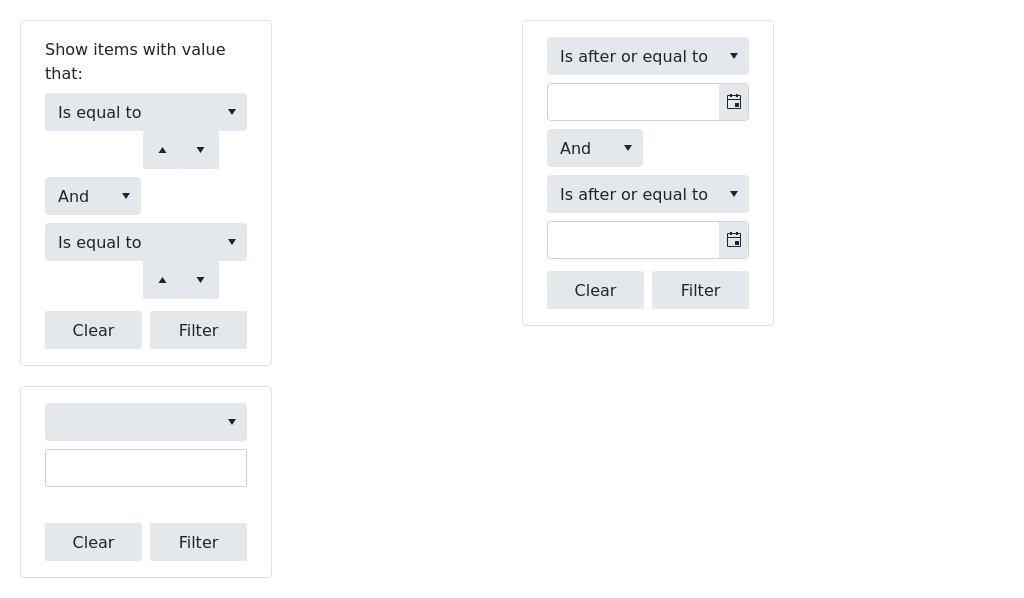 Show items with value
that:
Is equal to
And
Is equal to
Clear
Filter
Is after or equal to
And
Is after or equal to
Clear
Filter
Clear
Filter